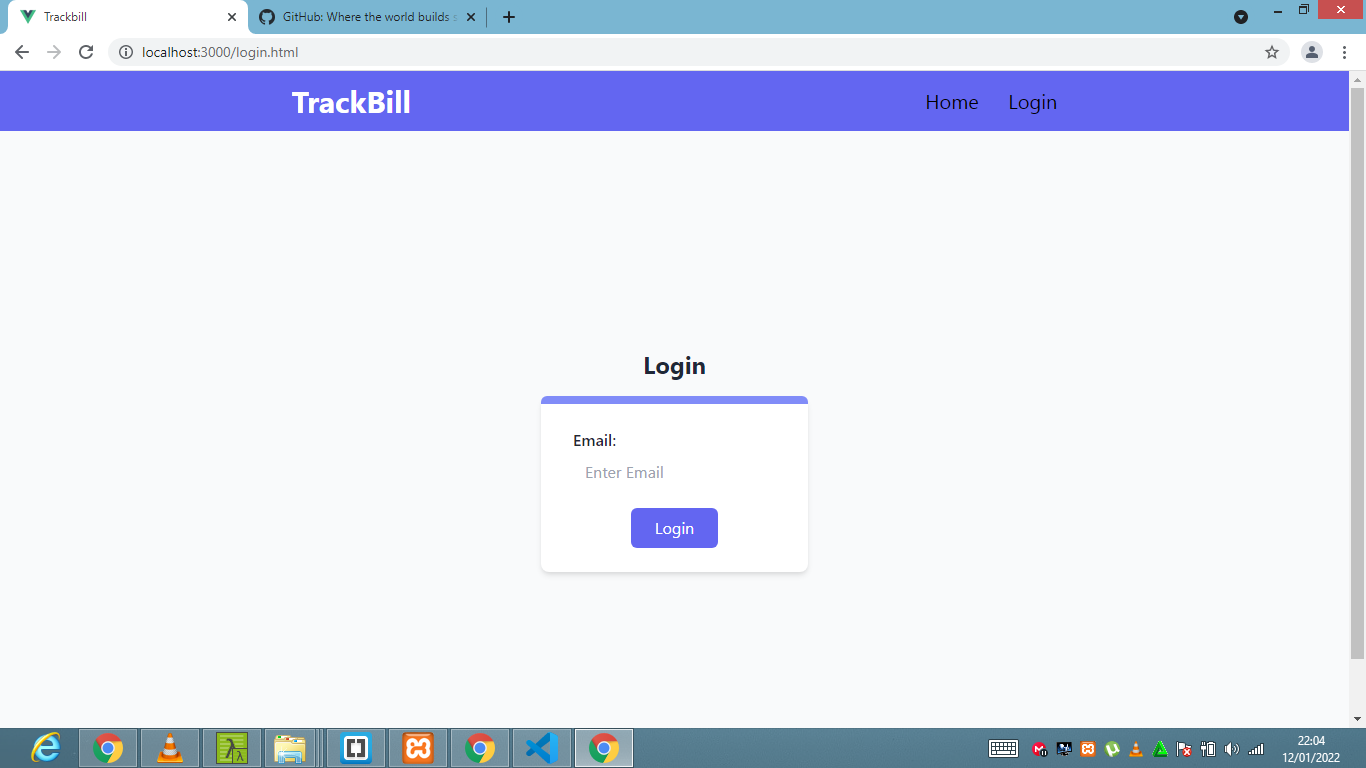 Trackbill
GitHub: Where the world builds
localhost:3000/login.html
TrackBill
Home
Login
Login
Email:
Enter Email
Login
22:04
12/01/2022